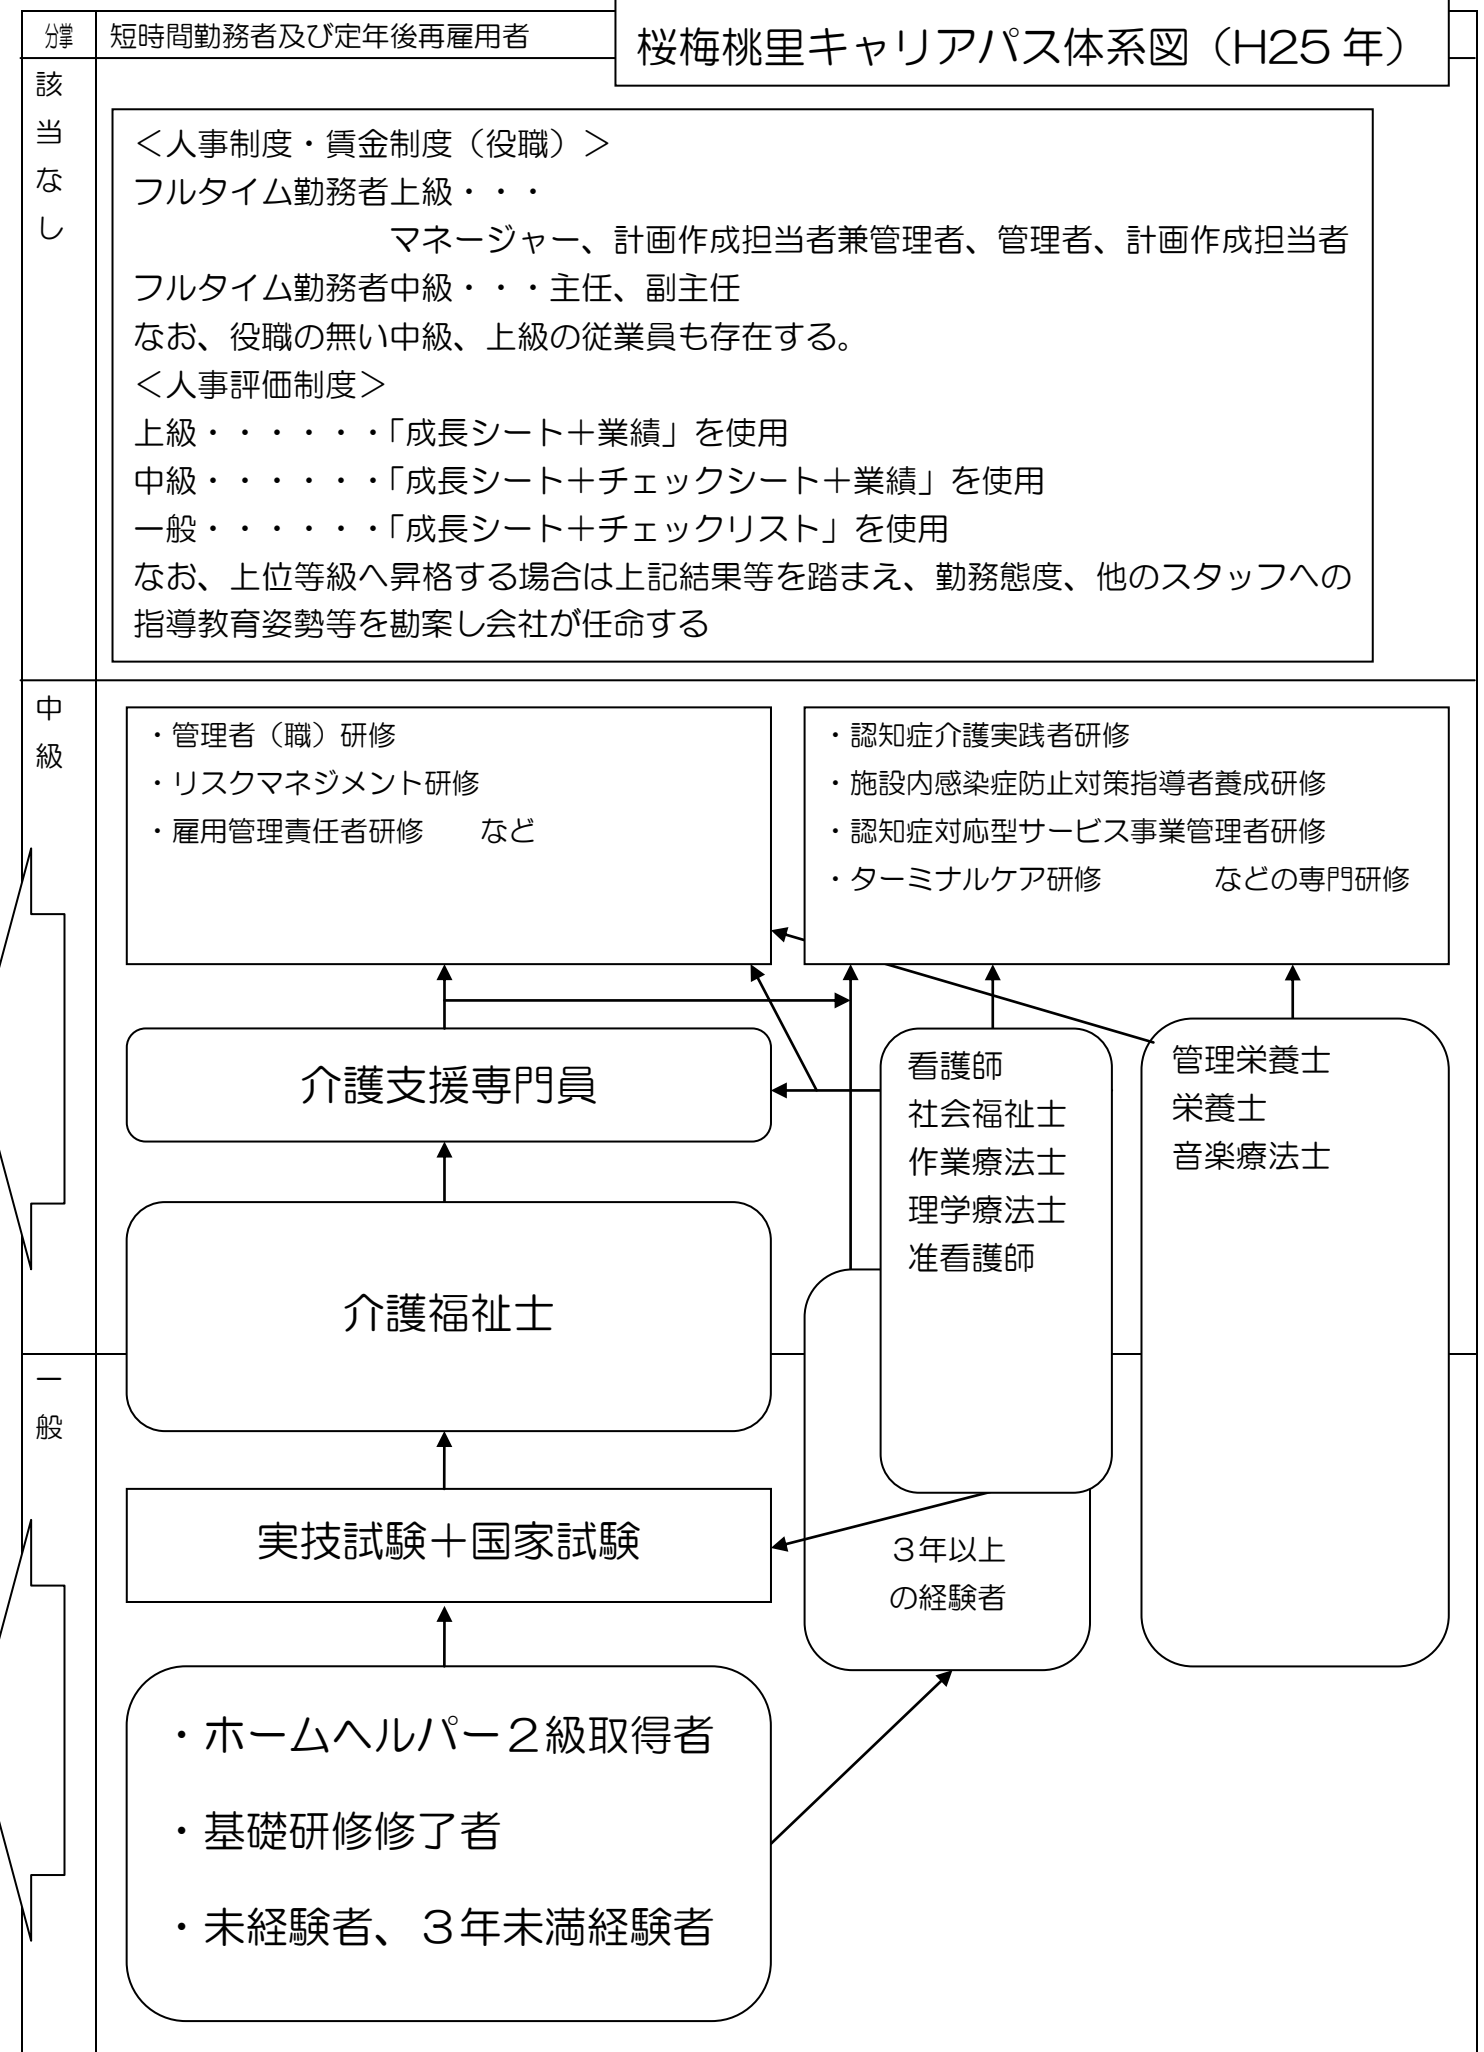 分掌
短時間勤務者及び定年後再雇用者
桜梅桃里キャリアパス体系図（H25 年）
該
当
な
し
＜人事制度・賃金制度（役職）＞
フルタイム勤務者上級・・・
マネージャー、計画作成担当者兼管理者、管理者、計画作成担当者
フルタイム勤務者中級・・・主任、副主任
なお、役職の無い中級、上級の従業員も存在する。
＜人事評価制度＞
上級・・・・・・「成長シート＋業績」を使用
中級・・・・・・「成長シート＋チェックシート＋業績」を使用
一般・・・・・・「成長シート＋チェックリスト」を使用
なお、上位等級へ昇格する場合は上記結果等を踏まえ、勤務態度、他のスタッフへの
指導教育姿勢等を勘案し会社が任命する
中
級
・管理者（職）研修
・リスクマネジメント研修
・雇用管理責任者研修　　など
・認知症介護実践者研修
・施設内感染症防止対策指導者養成研修
・認知症対応型サービス事業管理者研修
・ターミナルケア研修　　　　などの専門研修
介護支援専門員
看護師
社会福祉士
作業療法士
理学療法士
准看護師
管理栄養士
栄養士
音楽療法士
介護福祉士
一
般
実技試験＋国家試験
３年以上
の経験者
・ホームヘルパー２級取得者
・基礎研修修了者
・未経験者、３年未満経験者